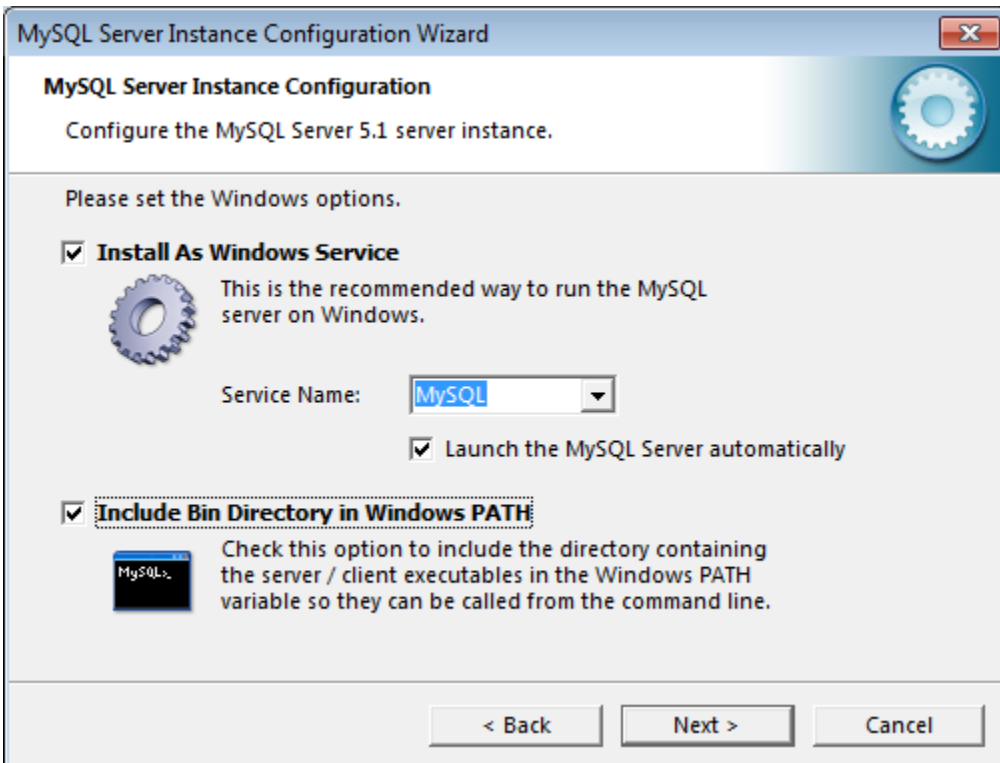 MySQL Server Instance Configuration Wizard
MySQL Server Instance Configuration
Configure the MySQL Server 5.1 server instance.
Please set the Windows options.
Install As Windows Service
This is the recommended way to run the MySQL
server on Windows.
Service Name:
MySQL
Launch the MySQL Server automatically
Include Bin Directory in Windows PATH
Check this option to include the directory containing
the server / client executables in the Windows PATH
variable so they can be called from the command line.
MySQL>_
< Back
Next >
Cancel